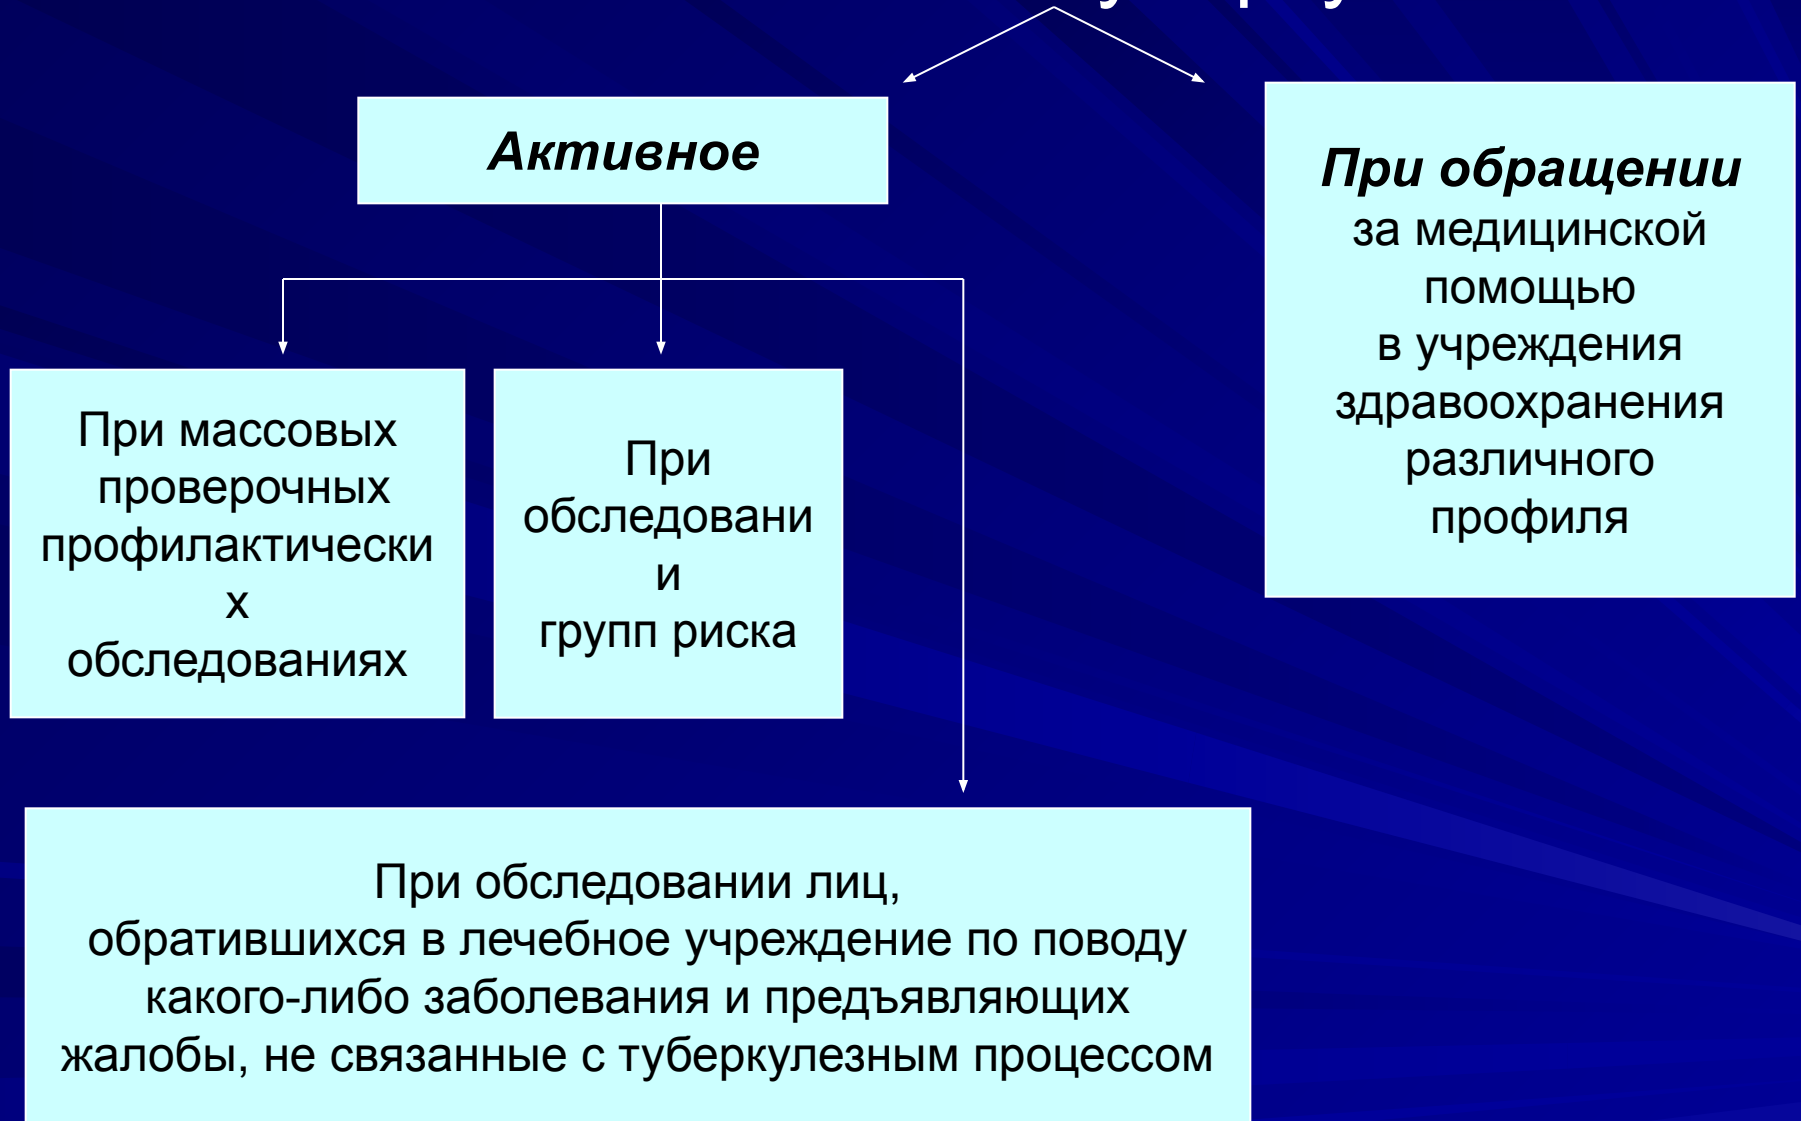 Активное
При обращении
за медицинской
помощью
в учреждения
здравоохранения
различного
профиля
При массовых
проверочных
профилактически
х
обследованиях
При
обследовани
и
групп риска
При обследовании лиц,
обратившихся в лечебное учреждение по поводу
какого-либо заболевания и предъявляющих
жалобы, не связанные с туберкулезным процессом